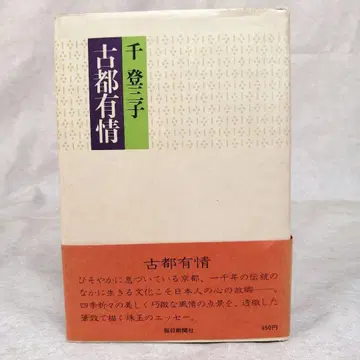 千 登三子
古都有情
古都有情
ひそやかに息づいている京都、一千年の伝統の
なかに生きる文化こそ日本人の心の故郷――。
四季折々の美しく巧緻な風情の点景を、透徹した
筆致で描く珠玉のエッセー。
毎日新聞社
950円